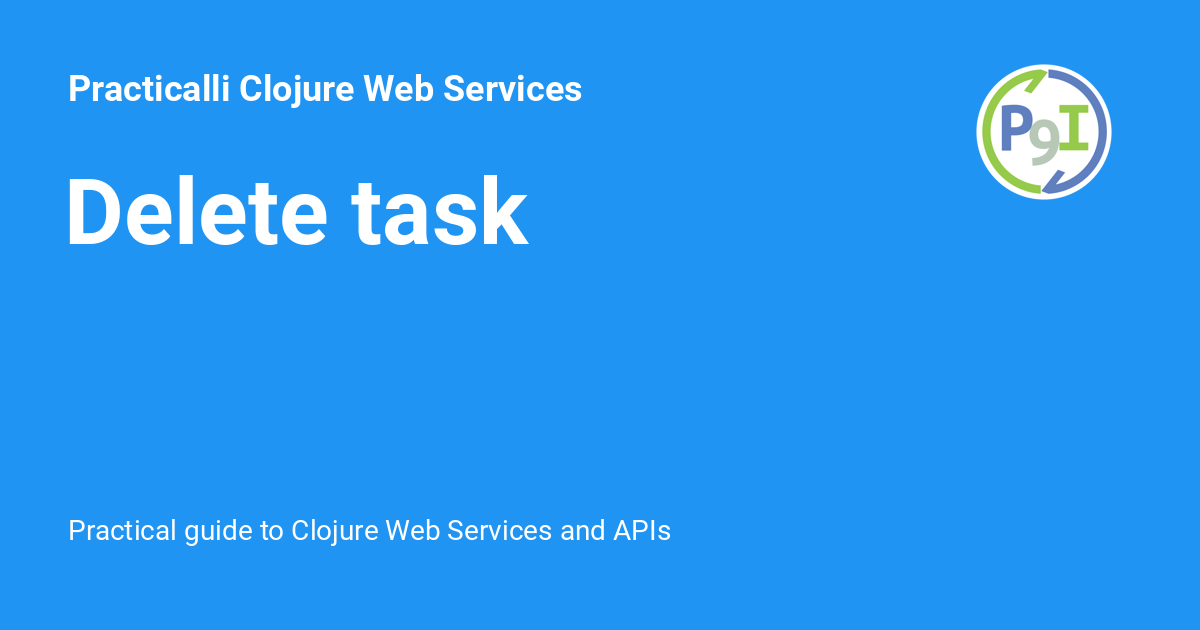 Practicalli Clojure Web Services
P9I
Delete task
Practical guide to Clojure Web Services and APIs